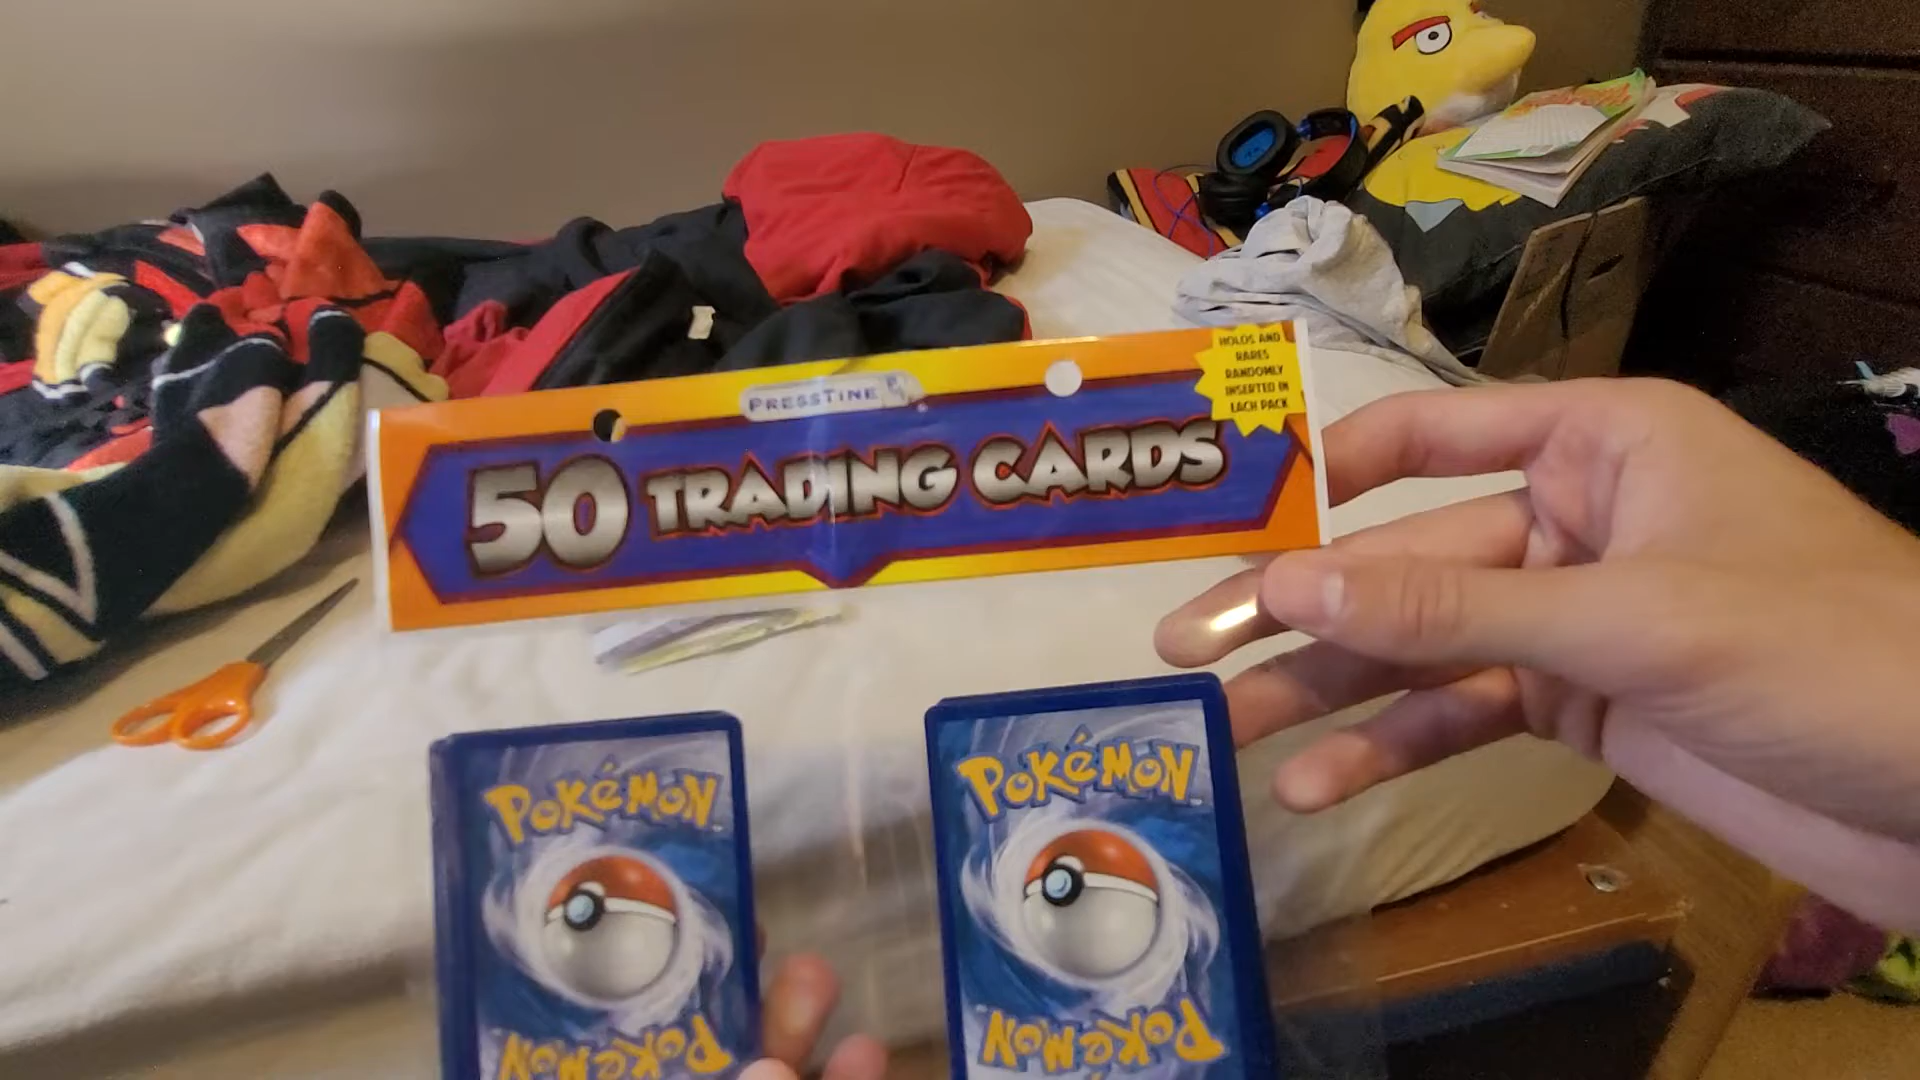 PRESSTINE
HOLOS AND
RARES
RANDOMLY
INSERTED IN
EACH PACK
50 TRADING CARDS
POKéMON
POKéMON
POKéMON
POKéMON